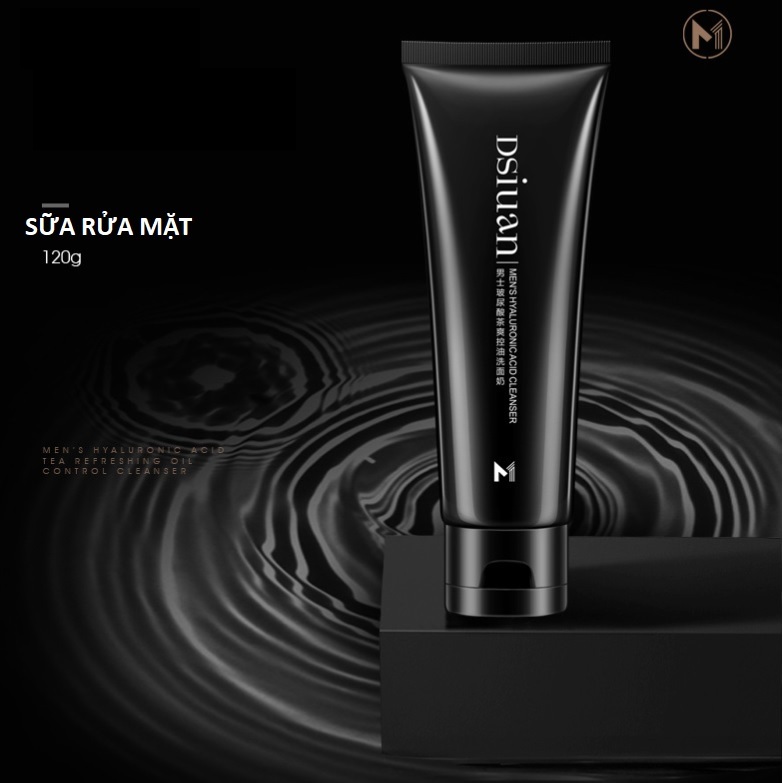 SỮA RỬA MẶT
120g
MEN'S HYALURONIC ACID
TEA REFRESHING OIL
CONTROL CLEANSER
Dsiuan
MEN'S HYALURONIC ACID CLEANSER
男士玻尿酸茶爽控油洗面奶